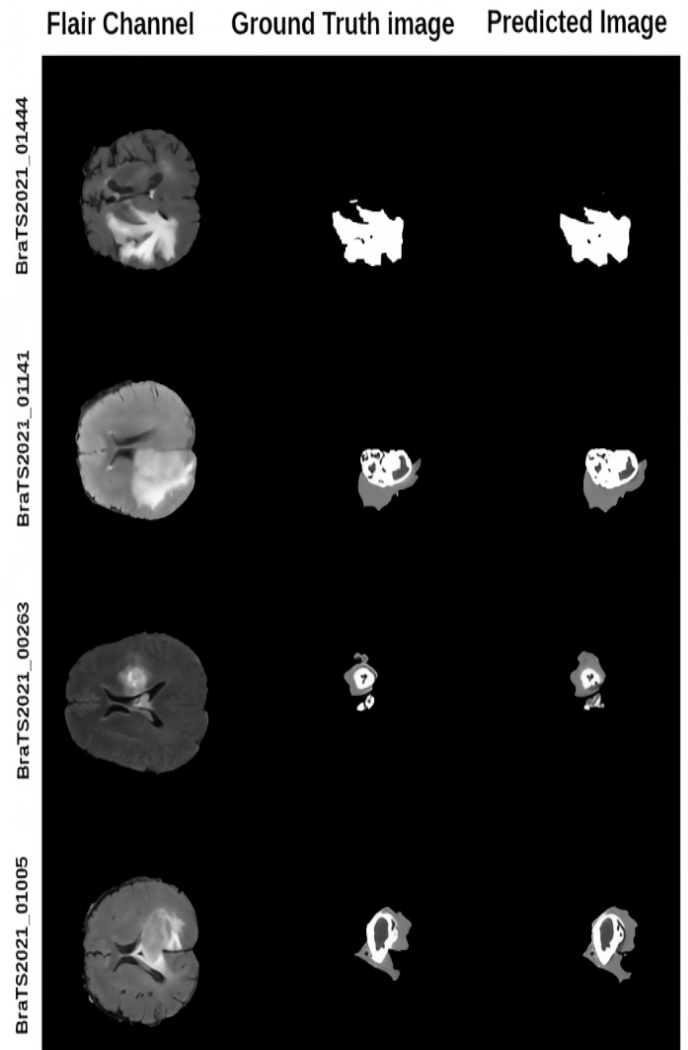 Flair Channel Ground Truth image Predicted Image
BraTS2021_01444
BraTS2021_01141
BraTS2021_00263
BraTS2021_01005